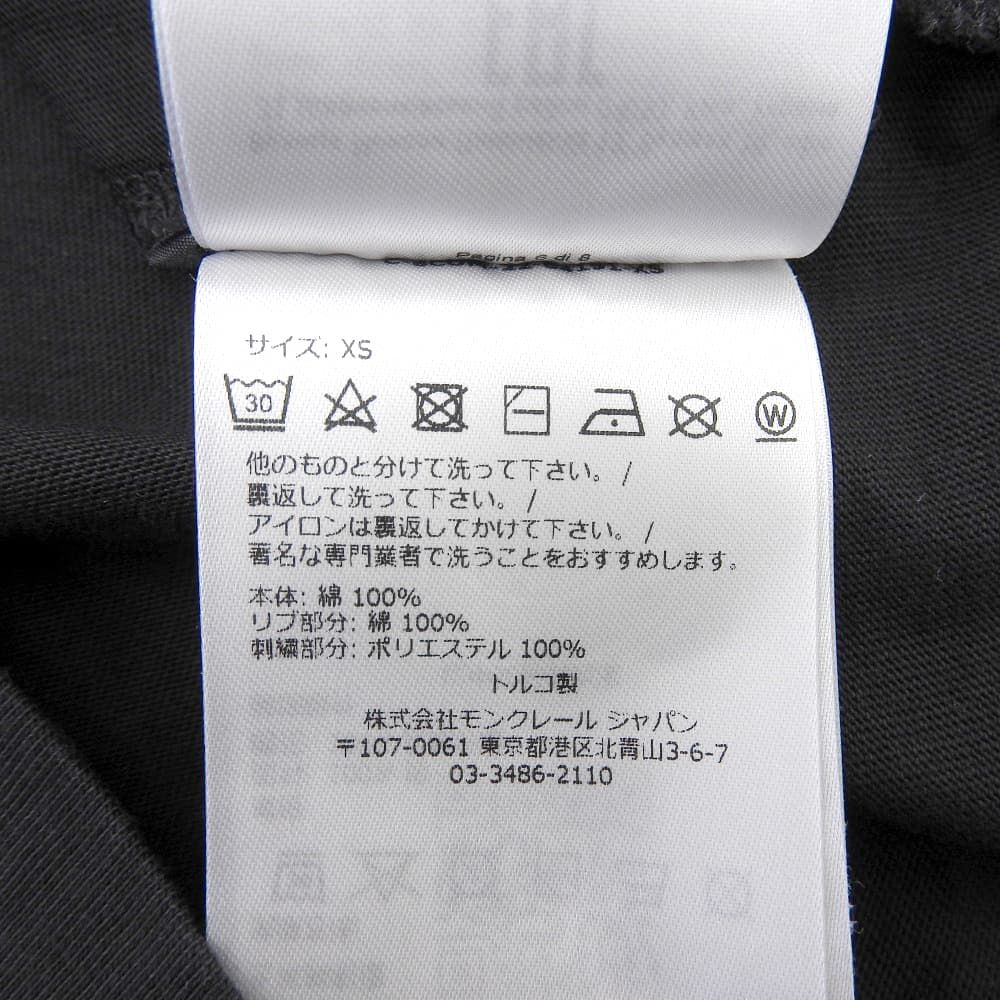 Pagina 6 di 8
サイズ: XS
30 W
他のものと分けて洗って下さい。/
裏返して洗って下さい。/
アイロンは裏返してかけて下さい。/
著名な専門業者で洗うことをおすすめします。
本体: 綿 100%
リブ部分: 綿 100%
刺繍部分: ポリエステル 100%
トルコ製
株式会社モンクレール ジャパン
〒107-0061 東京都港区北青山3-6-7
03-3486-2110